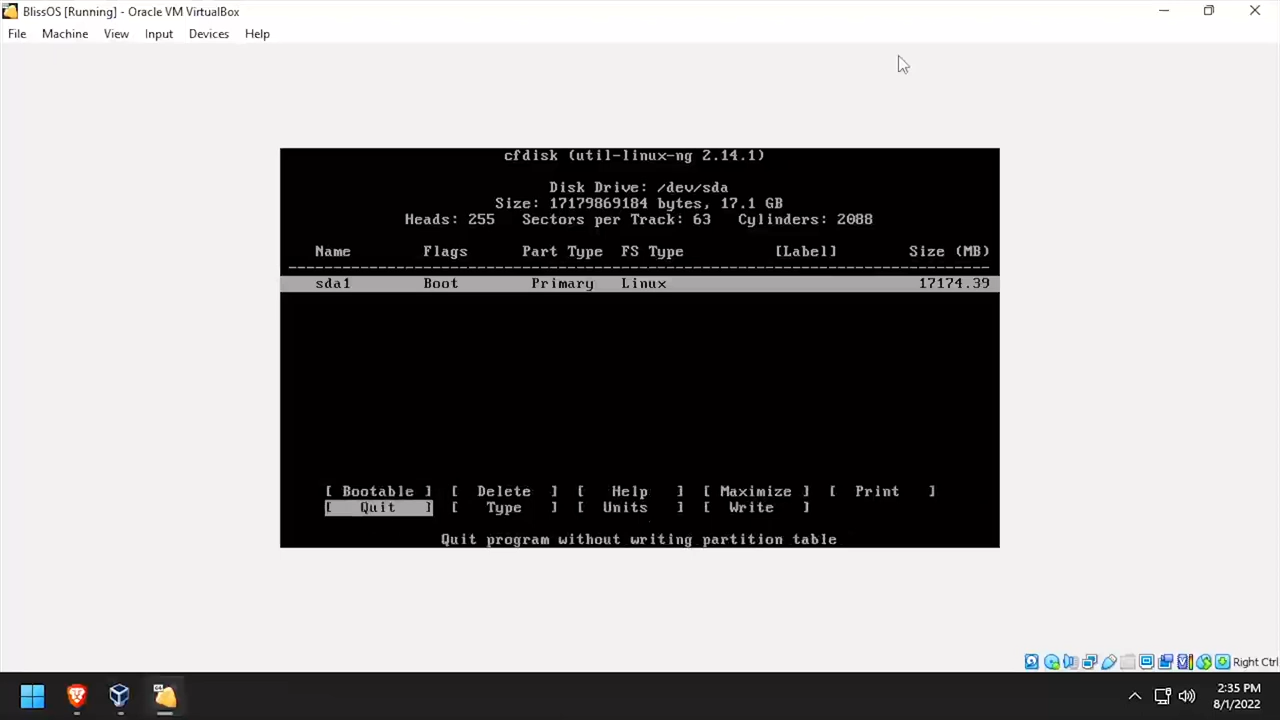 BlissOS [Running] - Oracle VM VirtualBox
File Machine View Input Devices Help
cfdisk (util-linux-ng 2.14.1)
Disk Drive: /dev/sda
Size: 17179869184 bytes, 17.1 GB
Heads: 255 Sectors per Track: 63 Cylinders: 2088
Name Flags Part Type FS Type [Label] Size (MB)
sda1 Boot Primary Linux 17174.39
[ Bootable ] [ Delete ] [ Help ] [ Maximize ] [ Print ]
[ Quit ] [ Type ] [ Units ] [ Write ]
Quit program without writing partition table
Right Ctrl
2:35 PM
8/1/2022